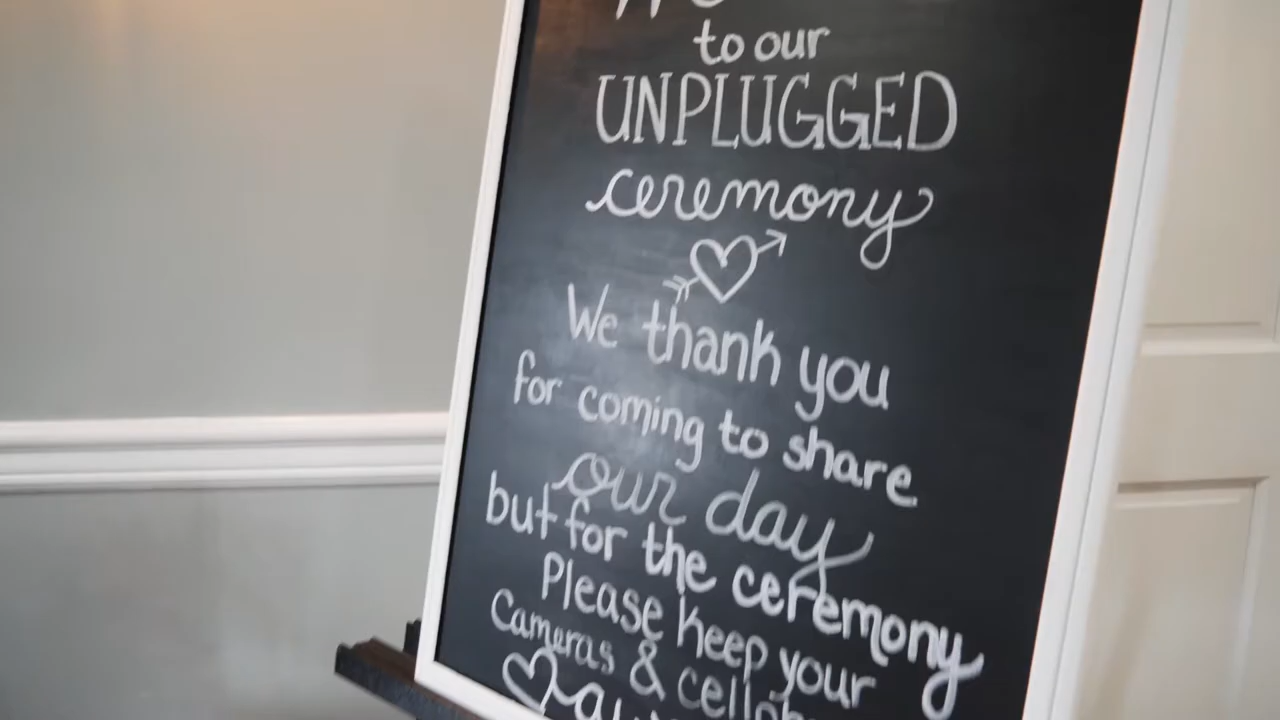 to our
UNPLUGGED
ceremony
We thank you
for coming to share
our day
but for the ceremony
Please keep your
Cameras &